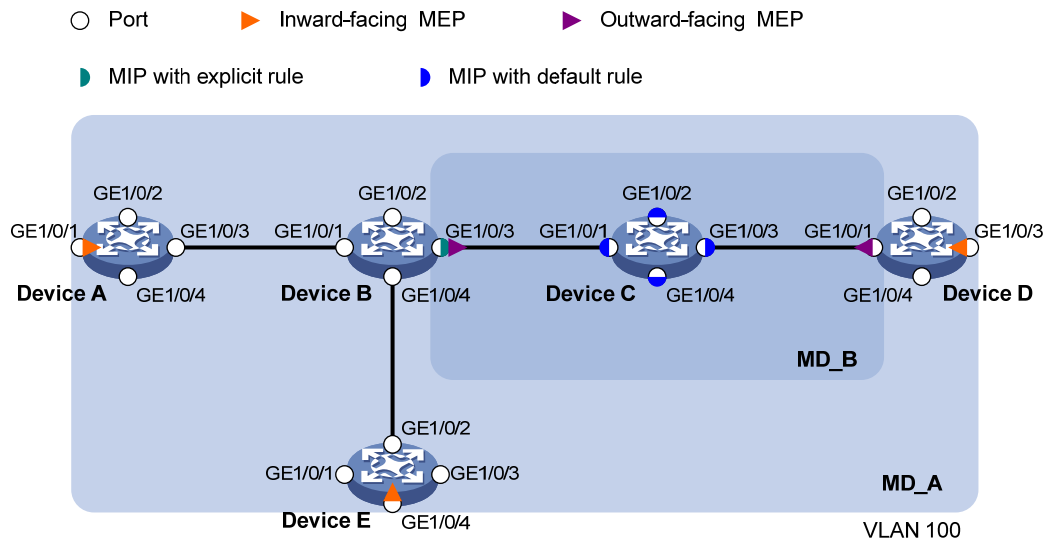 Port
Inward-facing MEP
Outward-facing MEP
MIP with explicit rule
MIP with default rule
GE1/0/2
GE1/0/1
GE1/0/3
GE1/0/4
Device A
GE1/0/2
GE1/0/1
GE1/0/3
GE1/0/4
Device B
GE1/0/2
GE1/0/1
GE1/0/3
GE1/0/4
Device C
GE1/0/2
GE1/0/1
GE1/0/3
GE1/0/4
Device D
MD_B
GE1/0/2
GE1/0/1
GE1/0/3
GE1/0/4
Device E
MD_A
VLAN 100